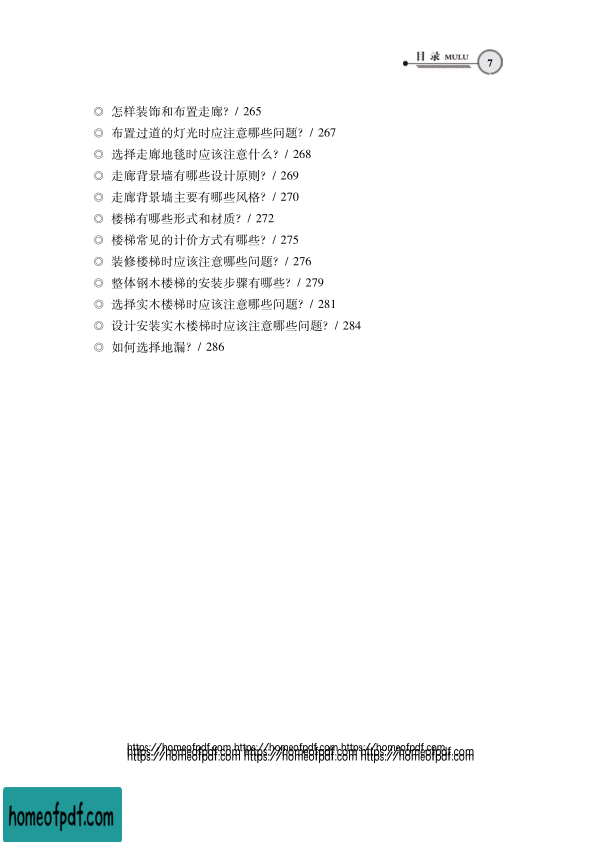 目 录 MULU 7
◎ 怎样装饰和布置走廊？/ 265
◎ 布置过道的灯光时应注意哪些问题？/ 267
◎ 选择走廊地毯时应该注意什么？/ 268
◎ 走廊背景墙有哪些设计原则？/ 269
◎ 走廊背景墙主要有哪些风格？/ 270
◎ 楼梯有哪些形式和材质？/ 272
◎ 楼梯常见的计价方式有哪些？/ 275
◎ 装修楼梯时应该注意哪些问题？/ 276
◎ 整体钢木楼梯的安装步骤有哪些？/ 279
◎ 选择实木楼梯时应该注意哪些问题？/ 281
◎ 设计安装实木楼梯时应该注意哪些问题？/ 284
◎ 如何选择地漏？/ 286
https://homeofpdf.com https://homeofpdf.com https://homeofpdf.com
https://homeofpdf.com https://homeofpdf.com https://homeofpdf.com
https://homeofpdf.com https://homeofpdf.com https://homeofpdf.com
homeofpdf.com